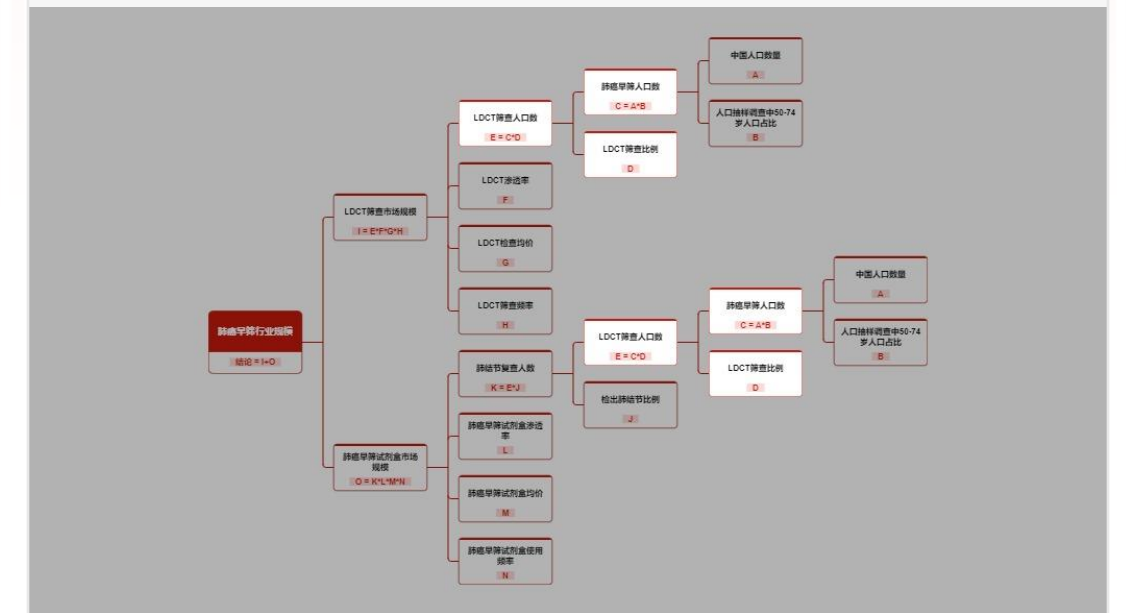 中国人口数量
A
肺癌早筛人口数
C = A*B
人口抽样调查中50-74
岁人口占比
B
LDCT筛查人口数
E = C*D
LDCT筛查比例
D
LDCT渗透率
F
LDCT筛查市场规模
I = E*F*G*H
LDCT检查均价
G
LDCT筛查频率
H
肺癌早筛行业规模
结论 = I+O
中国人口数量
A
肺癌早筛人口数
C = A*B
人口抽样调查中50-74
岁人口占比
B
LDCT筛查人口数
E = C*D
LDCT筛查比例
D
肺结节复查人数
K = E*J
检出肺结节比例
J
肺癌早筛试剂盒渗透
率
L
肺癌早筛试剂盒市场
规模
O = K*L*M*N
肺癌早筛试剂盒均价
M
肺癌早筛试剂盒使用
频率
N